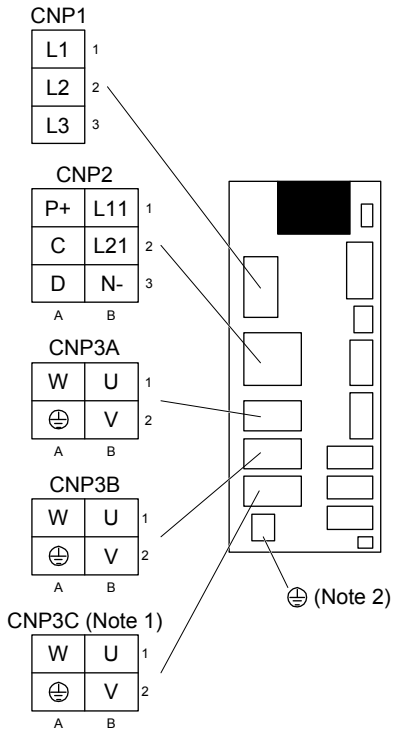 CNP1
L1 1
L2 2
L3 3
CNP2
P+ L11 1
C L21 2
D N- 3
A B
CNP3A
W U 1
⏚ V 2
A B
CNP3B
W U 1
⏚ V 2
A B
CNP3C (Note 1)
W U 1
⏚ V 2
A B
⏚ (Note 2)